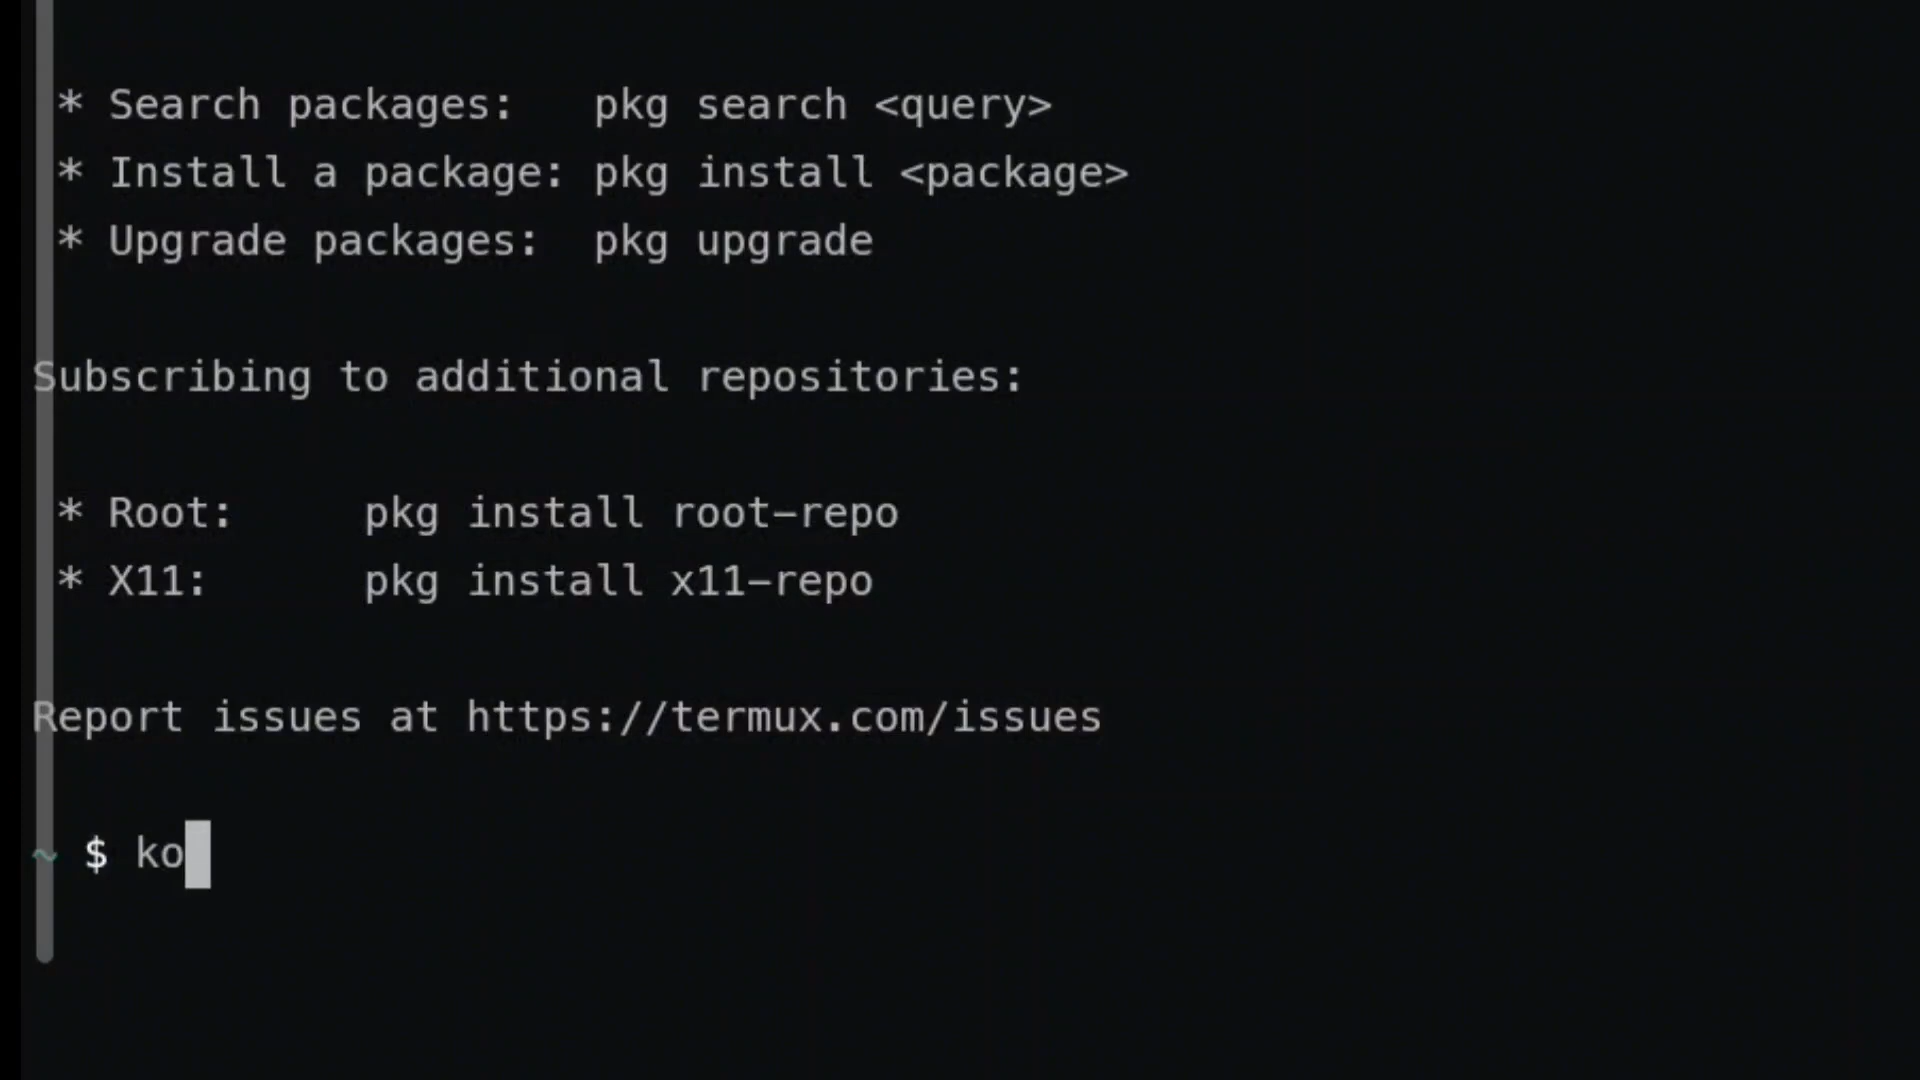 * Search packages:   pkg search <query>
* Install a package: pkg install <package>
* Upgrade packages:  pkg upgrade
Subscribing to additional repositories:
* Root:     pkg install root-repo
* X11:      pkg install x11-repo
Report issues at https://termux.com/issues
~ $ ko